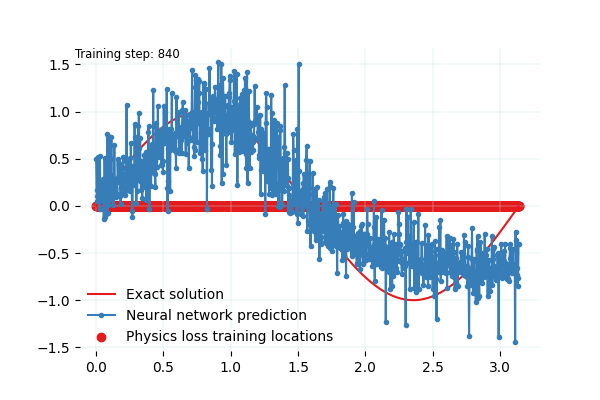 Training step: 840
1.5
1.0
0.5
0.0
−0.5
−1.0
−1.5
Exact solution
Neural network prediction
Physics loss training locations
0.0 0.5 1.0 1.5 2.0 2.5 3.0